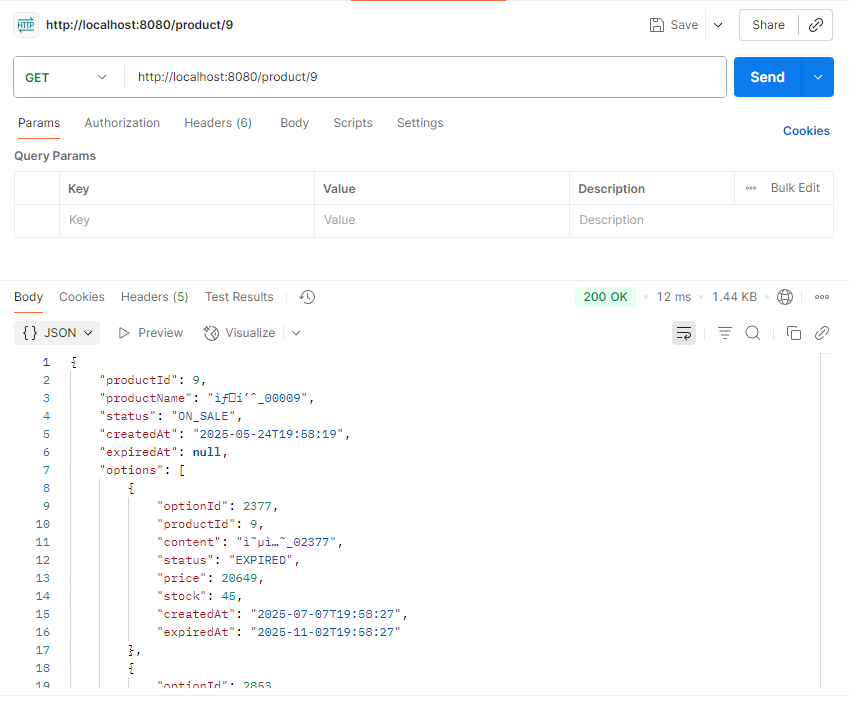 HTTP http://localhost:8080/product/9 Save Share
GET http://localhost:8080/product/9 Send
Params Authorization Headers (6) Body Scripts Settings Cookies
Query Params
Key Value Description Bulk Edit
Key Value Description
Body Cookies Headers (5) Test Results 200 OK 12 ms 1.44 KB
{} JSON Preview Visualize
1 {
2 "productId": 9,
3 "productName": "ìƒ□í’ˆ_00009",
4 "status": "ON_SALE",
5 "createdAt": "2025-05-24T19:58:19",
6 "expiredAt": null,
7 "options": [
8 {
9 "optionId": 2377,
10 "productId": 9,
11 "content": "ì˜µì…˜_02377",
12 "status": "EXPIRED",
13 "price": 20649,
14 "stock": 45,
15 "createdAt": "2025-07-07T19:58:27",
16 "expiredAt": "2025-11-02T19:58:27"
17 },
18 {
19 "optionId": 2853